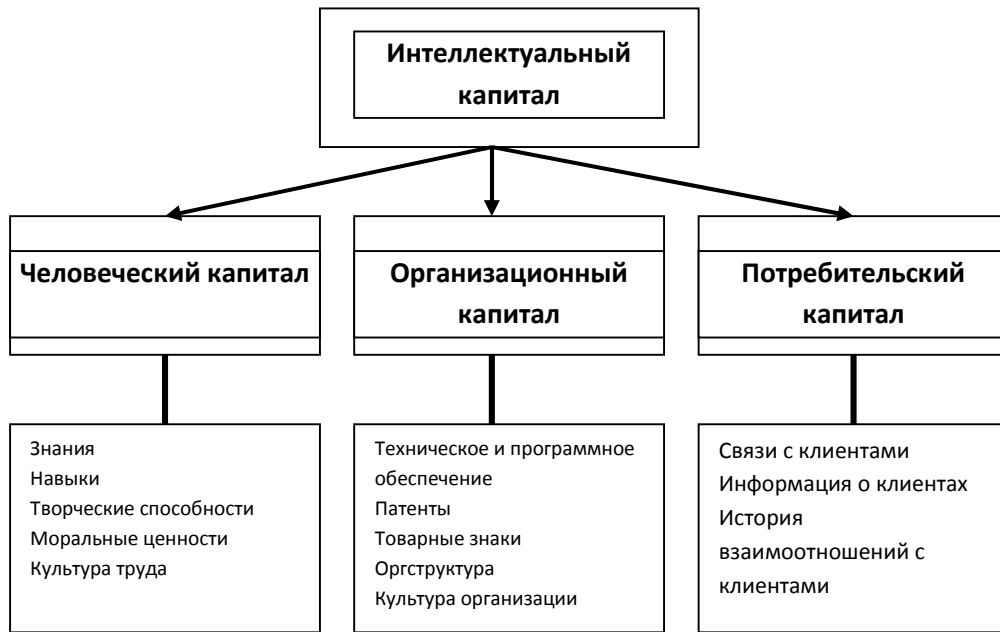 Интеллектуальный
капитал
Человеческий капитал
Организационный
капитал
Потребительский
капитал
Знания
Навыки
Творческие способности
Моральные ценности
Культура труда
Техническое и программное
обеспечение
Патенты
Товарные знаки
Оргструктура
Культура организации
Связи с клиентами
Информация о клиентах
История
взаимоотношений с
клиентами